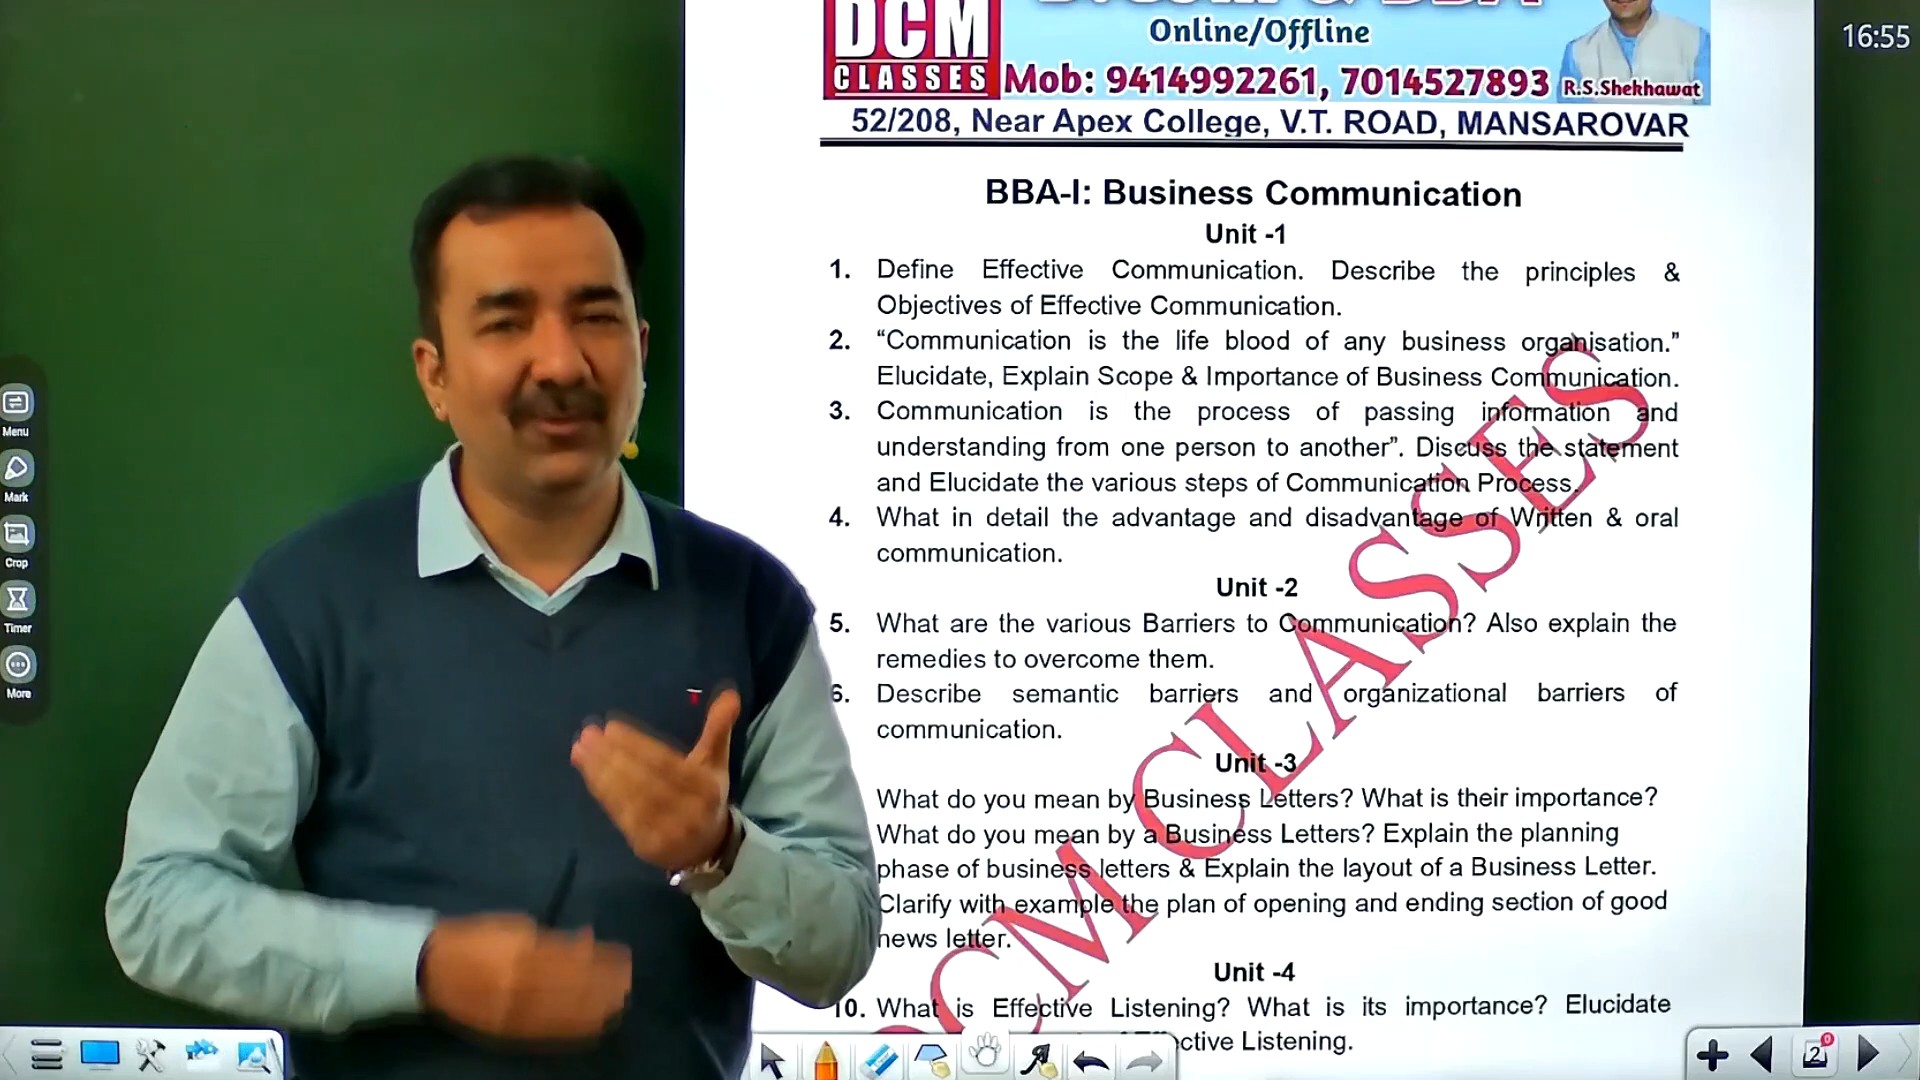 DCM
CLASSES
Online/Offline
Mob: 9414992261, 7014527893
R.S.Shekhawat
52/208, Near Apex College, V.T. ROAD, MANSAROVAR
16:55
BBA-I: Business Communication
Unit -1
1. Define Effective Communication. Describe the principles &
Objectives of Effective Communication.
2. “Communication is the life blood of any business organisation.”
Elucidate, Explain Scope & Importance of Business Communication.
3. Communication is the process of passing information and
understanding from one person to another”. Discuss the statement
and Elucidate the various steps of Communication Process.
4. What in detail the advantage and disadvantage of Written & oral
communication.
Unit -2
5. What are the various Barriers to Communication? Also explain the
remedies to overcome them.
6. Describe semantic barriers and organizational barriers of
communication.
Unit -3
What do you mean by Business Letters? What is their importance?
What do you mean by a Business Letters? Explain the planning
phase of business letters & Explain the layout of a Business Letter.
Clarify with example the plan of opening and ending section of good
news letter.
Unit -4
10. What is Effective Listening? What is its importance? Elucidate
Listening.
DCM CLASSES
Menu
Mark
Crop
Timer
More
2
0